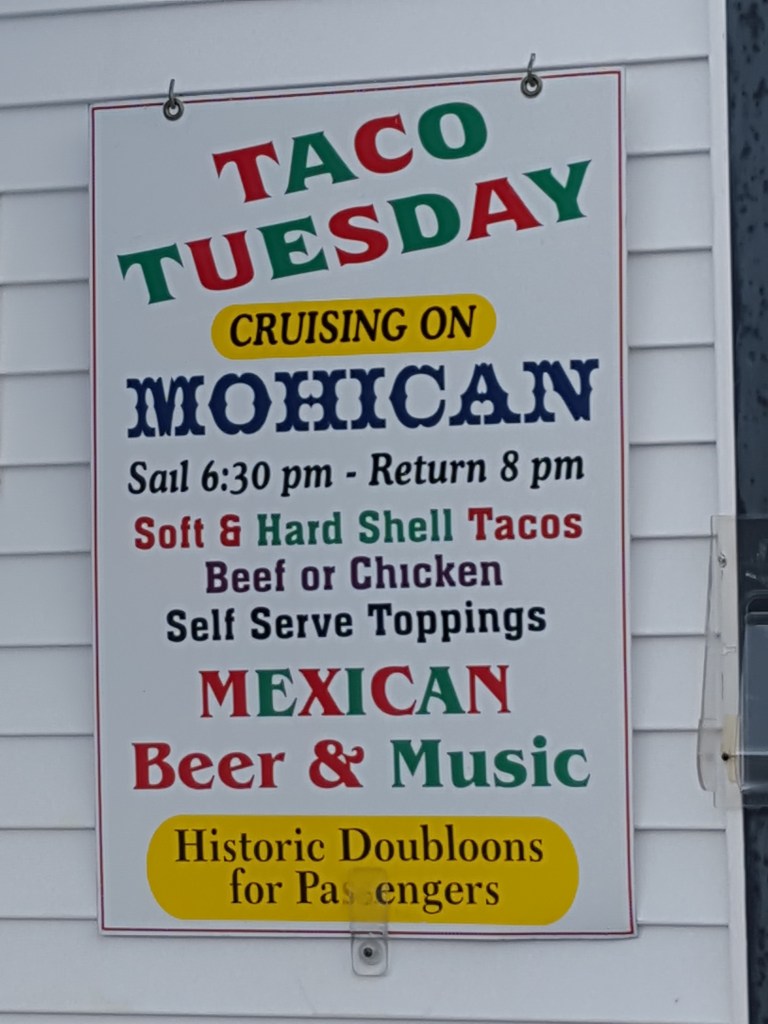 TACO
TUESDAY
CRUISING ON
MOHICAN
Sail 6:30 pm - Return 8 pm
Soft & Hard Shell Tacos
Beef or Chicken
Self Serve Toppings
MEXICAN
Beer & Music
Historic Doubloons
for Passengers